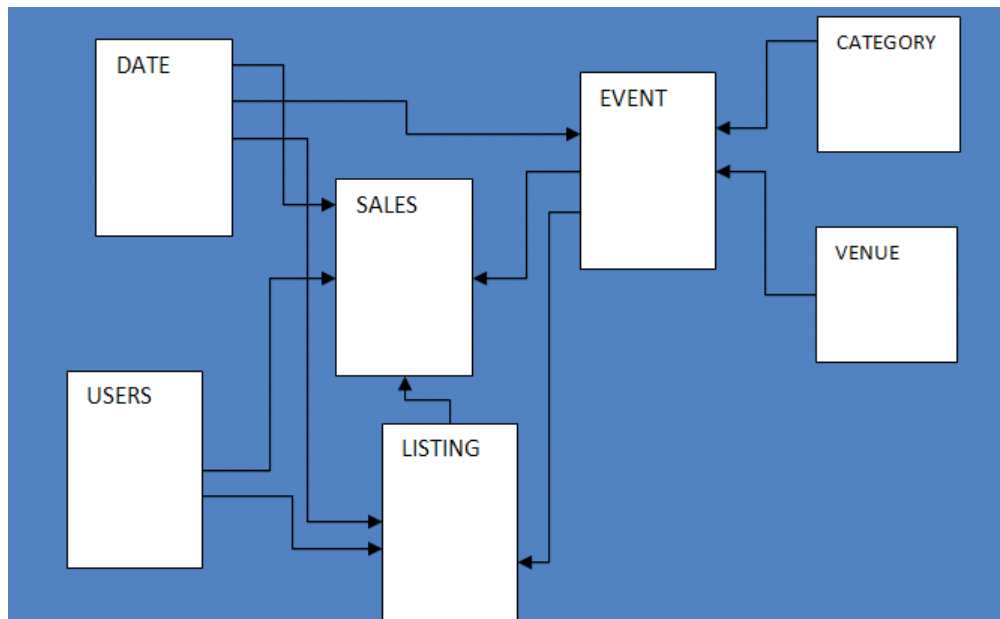 DATE
CATEGORY
EVENT
SALES
VENUE
USERS
LISTING